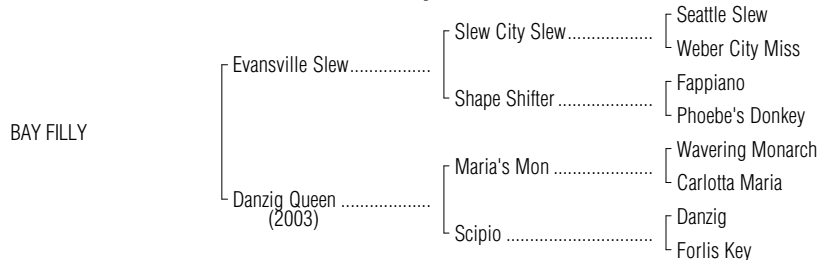 Seattle Slew
Slew City Slew...................
Weber City Miss
Evansville Slew.................
Fappiano
Shape Shifter .....................
Phoebe's Donkey
BAY FILLY
Wavering Monarch
Maria's Mon ......................
Carlotta Maria
Danzig Queen ...................
(2003)
Danzig
Scipio .................................
Forlis Key